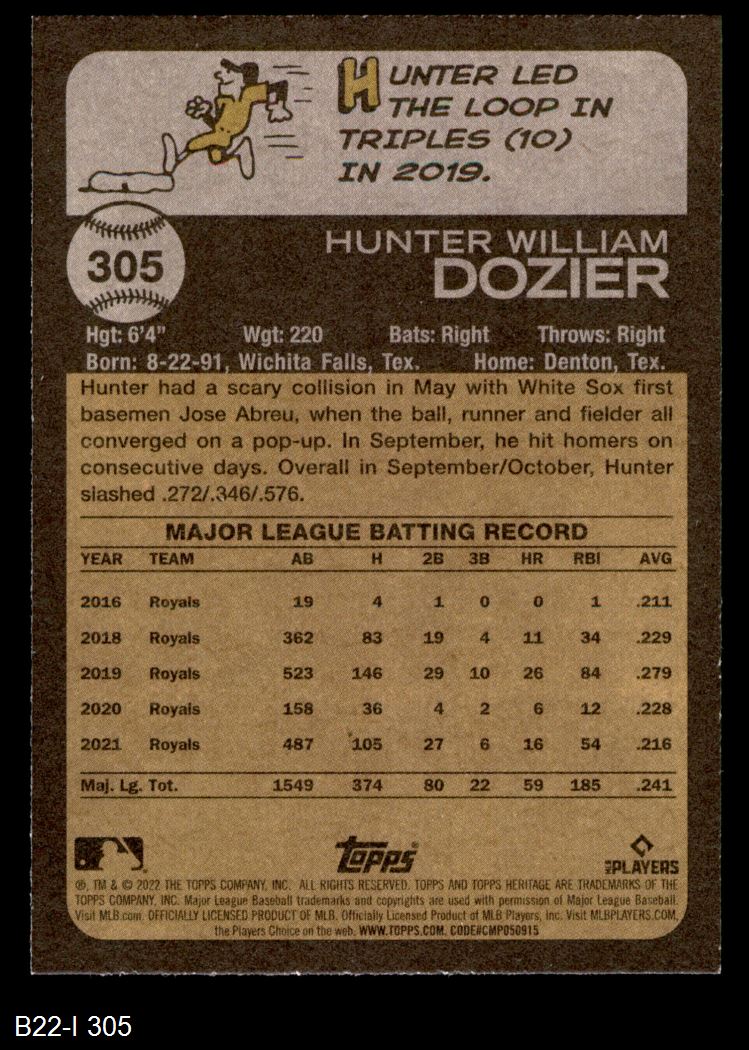 HUNTER LED
THE LOOP IN
TRIPLES (10)
IN 2019.
305
HUNTER WILLIAM
DOZIER
Hgt: 6'4" Wgt: 220 Bats: Right Throws: Right
Born: 8-22-91, Wichita Falls, Tex. Home: Denton, Tex.
Hunter had a scary collision in May with White Sox first
basemen Jose Abreu, when the ball, runner and fielder all
converged on a pop-up. In September, he hit homers on
consecutive days. Overall in September/October, Hunter
slashed .272/.346/.576.
MAJOR LEAGUE BATTING RECORD
YEAR TEAM AB H 2B 3B HR RBI AVG
2016 Royals 19 4 1 0 0 1 .211
2018 Royals 362 83 19 4 11 34 .229
2019 Royals 523 146 29 10 26 84 .279
2020 Royals 158 36 4 2 6 12 .228
2021 Royals 487 105 27 6 16 54 .216
Maj. Lg. Tot. 1549 374 80 22 59 185 .241
Topps
MLB PLAYERS
®, TM & © 2022 THE TOPPS COMPANY, INC. ALL RIGHTS RESERVED. TOPPS AND TOPPS HERITAGE ARE TRADEMARKS OF THE
TOPPS COMPANY, INC. Major League Baseball trademarks and copyrights are used with permission of Major League Baseball.
Visit MLB.com. OFFICIALLY LICENSED PRODUCT OF MLB. Officially Licensed Product of MLB Players, Inc. Visit MLBPLAYERS.COM,
the Players Choice on the web. WWW.TOPPS.COM. CODE#CMP050915
B22-I 305